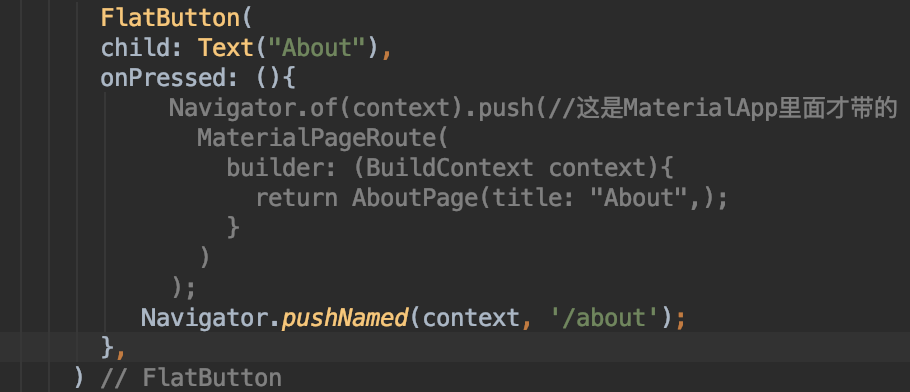 FlatButton(
child: Text("About"),
onPressed: (){
Navigator.of(context).push(//这是MaterialApp里面才带的
MaterialPageRoute(
builder: (BuildContext context){
return AboutPage(title: "About",);
}
)
);
Navigator.pushNamed(context, '/about');
},
) // FlatButton